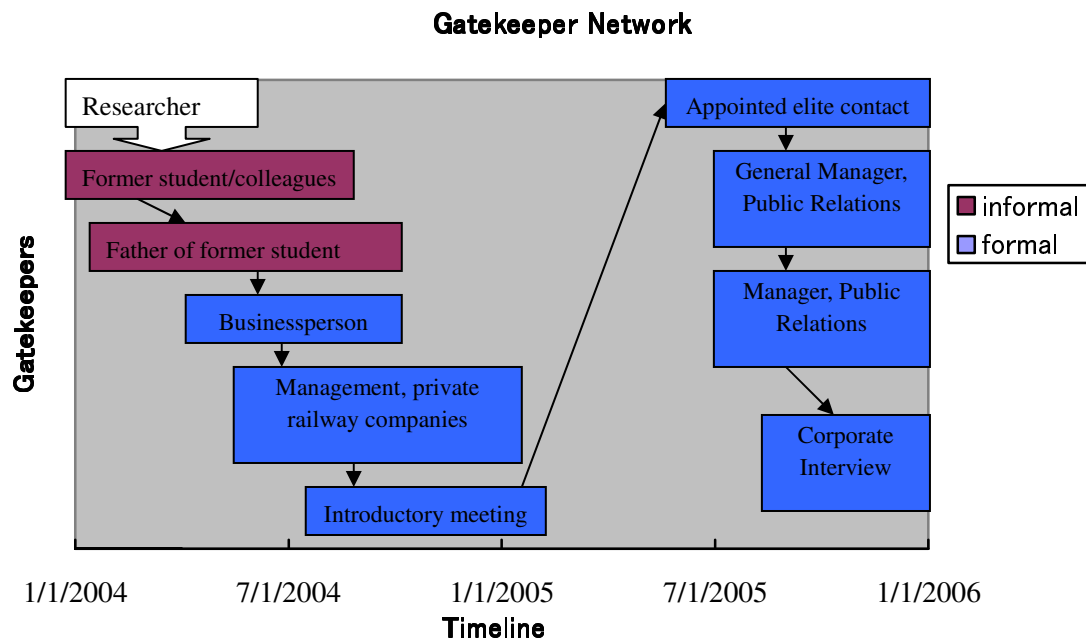 Gatekeeper Network
Researcher
Former student/colleagues
Father of former student
Businessperson
Management, private
railway companies
Introductory meeting
Appointed elite contact
General Manager,
Public Relations
Manager, Public
Relations
Corporate
Interview
informal
formal
Gatekeepers
1/1/2004
7/1/2004
1/1/2005
7/1/2005
1/1/2006
Timeline